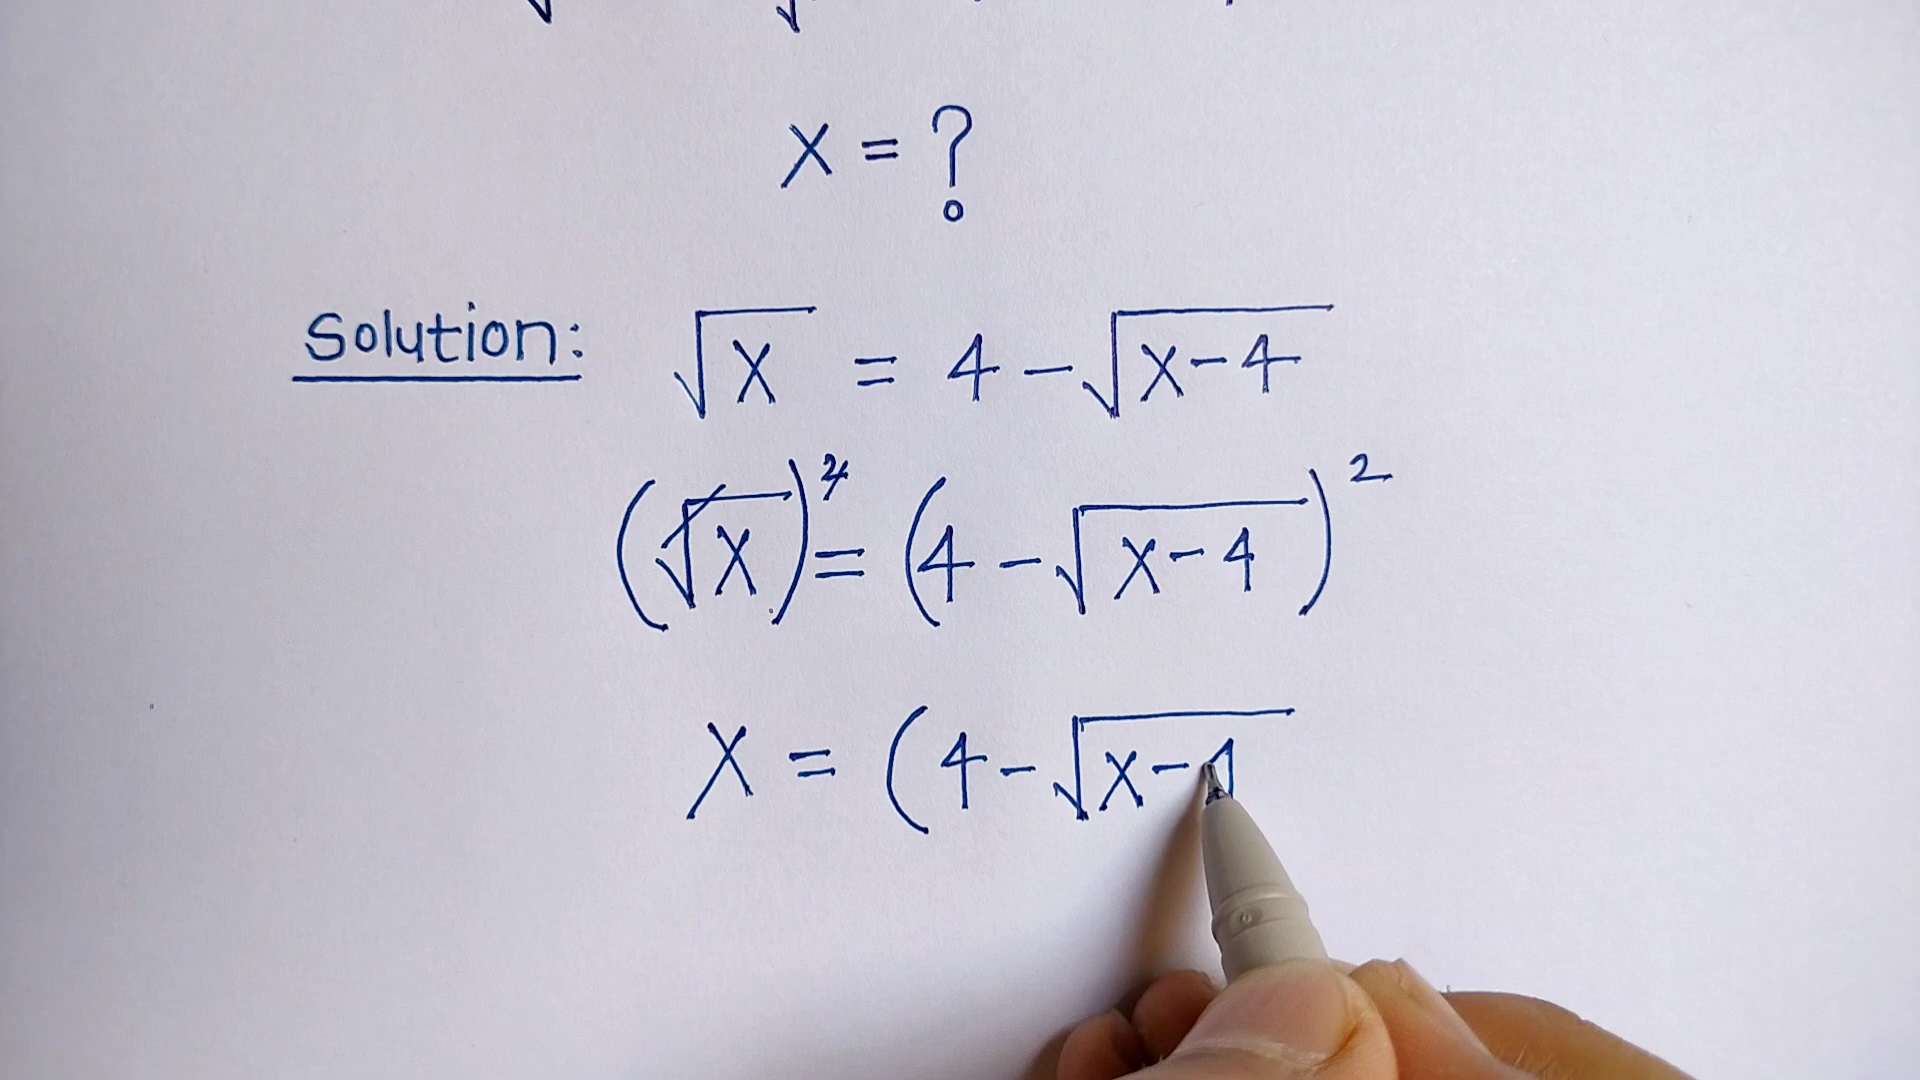 x = ?
Solution: √x = 4 - √x-4
(√x)² = (4 - √x-4)²
x = (4 - √x-4